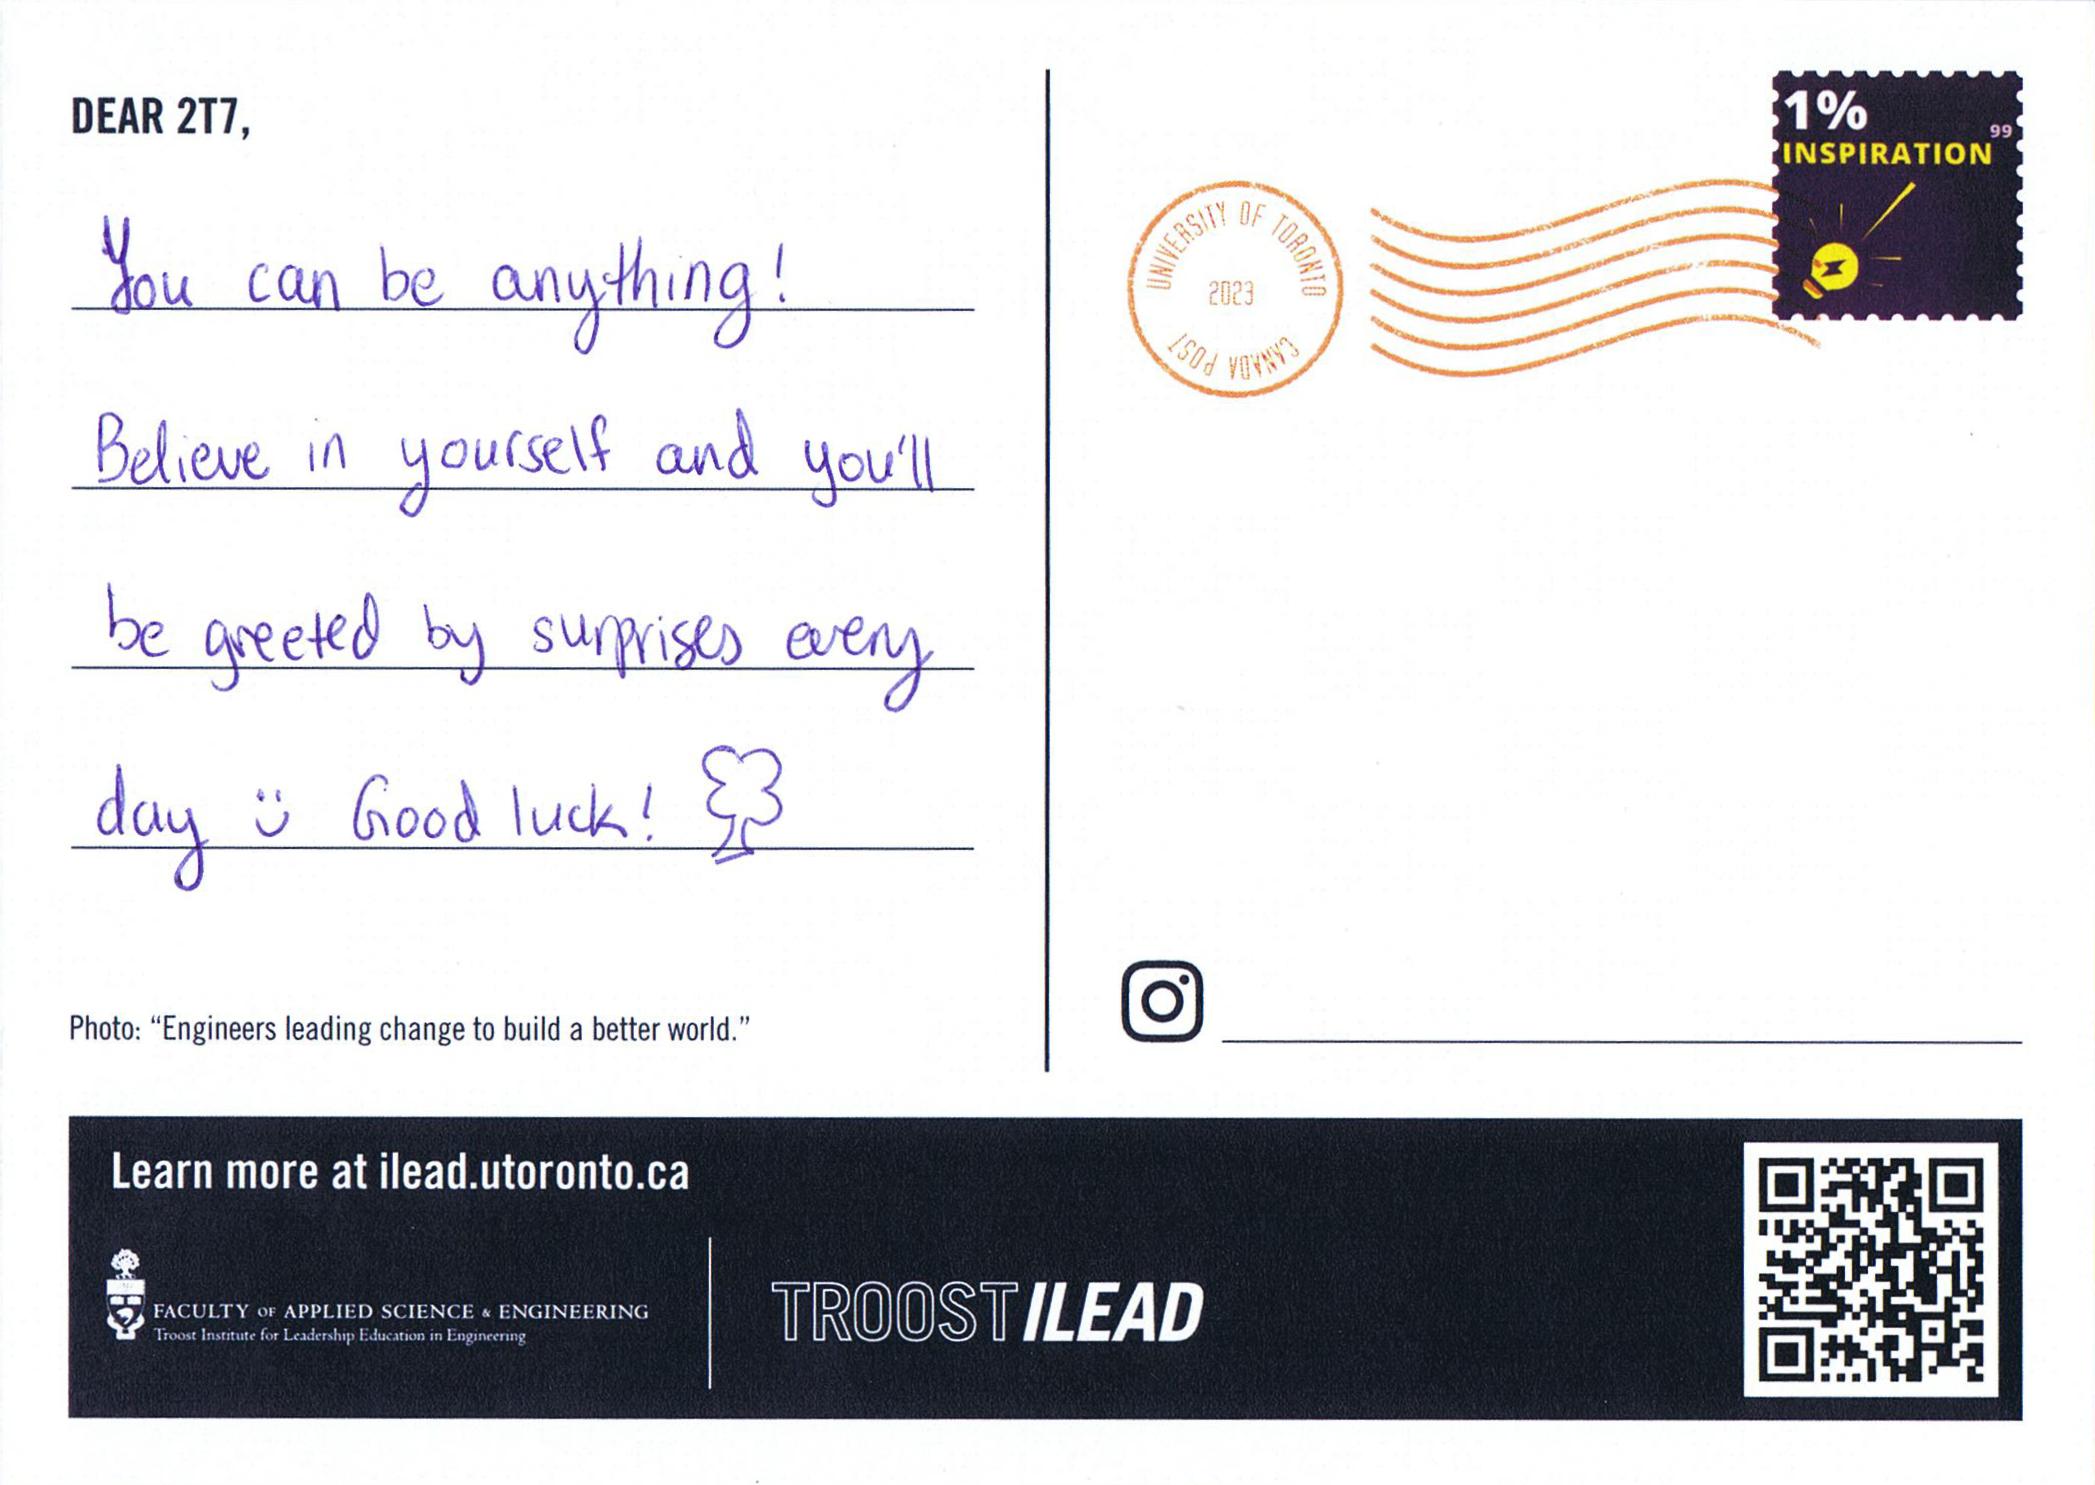 DEAR 2T7,
You can be anything!
Believe in yourself and you'll
be greeted by surprises every
day :) Good luck!
Photo: “Engineers leading change to build a better world.”
1%
99
INSPIRATION
UNIVERSITY OF TORONTO
2023
CANADA POST
Learn more at ilead.utoronto.ca
FACULTY OF APPLIED SCIENCE & ENGINEERING
Troost Institute for Leadership Education in Engineering
TROOST ILEAD